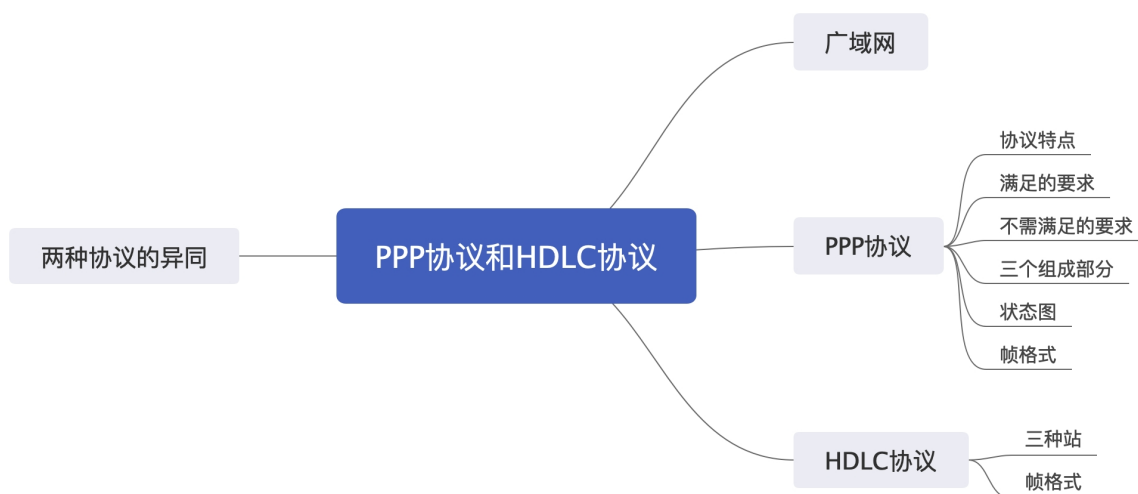 广域网
协议特点
满足的要求
不需满足的要求
PPP协议
三个组成部分
状态图
帧格式
两种协议的异同
PPP协议和HDLC协议
HDLC协议
三种站
帧格式